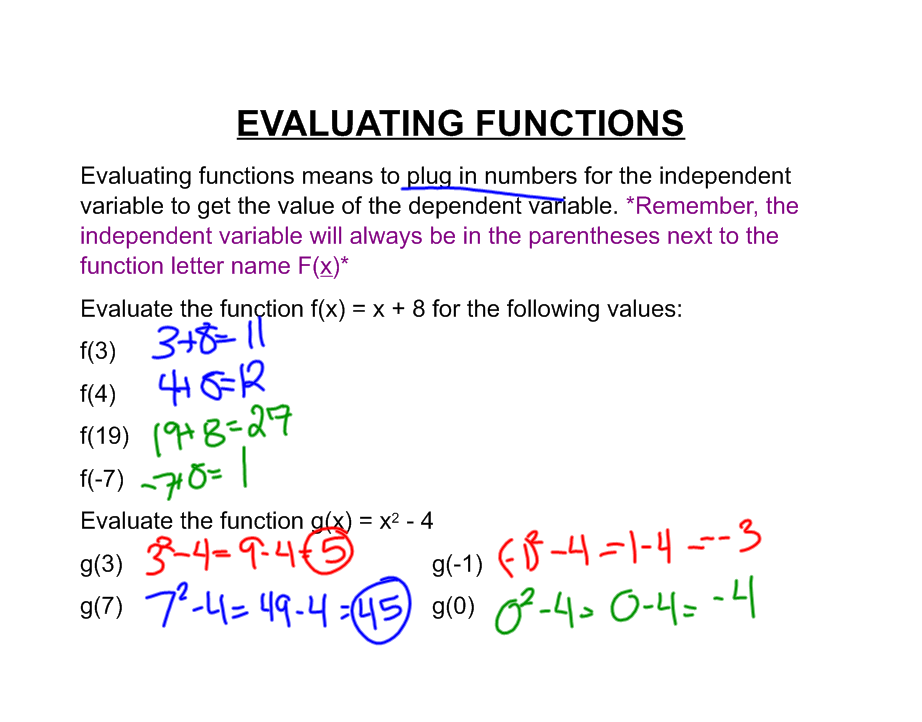 EVALUATING FUNCTIONS
Evaluating functions means to plug in numbers for the independent
variable to get the value of the dependent variable. *Remember, the
independent variable will always be in the parentheses next to the
function letter name F(x)*
Evaluate the function f(x) = x + 8 for the following values:
f(3) 3+8= 11
f(4) 4+8=12
f(19) 19+8=27
f(-7) -7+8= 1
Evaluate the function g(x) = x² - 4
g(3) 3²-4= 9-4=5 g(-1) (-1)²-4=1-4=-3
g(7) 7²-4=49-4=45 g(0) 0²-4= 0-4= -4